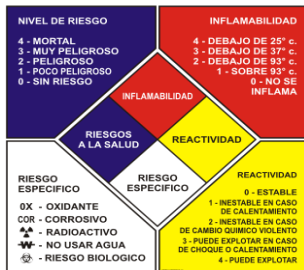 NIVEL DE RIESGO
4 - MORTAL
3 - MUY PELIGROSO
2 - PELIGROSO
1 - POCO PELIGROSO
0 - SIN RIESGO
INFLAMABILIDAD
4 - DEBAJO DE 25° c.
3 - DEBAJO DE 37° c.
2 - DEBAJO DE 93° c.
1 - SOBRE 93° c.
0 - NO SE
INFLAMA
INFLAMABILIDAD
RIESGOS
A LA SALUD
REACTIVIDAD
RIESGO
ESPECIFICO
RIESGO
ESPECIFICO
0X - OXIDANTE
COR - CORROSIVO
- RADIOACTIVO
W - NO USAR AGUA
- RIESGO BIOLOGICO
REACTIVIDAD
0 - ESTABLE
1 - INESTABLE EN CASO
DE CALENTAMIENTO
2 - INESTABLE EN CASO
DE CAMBIO QUIMICO VIOLENTO
3 - PUEDE EXPLOTAR EN CASO
DE CHOQUE O CALENTAMIENTO
4 - PUEDE EXPLOTAR